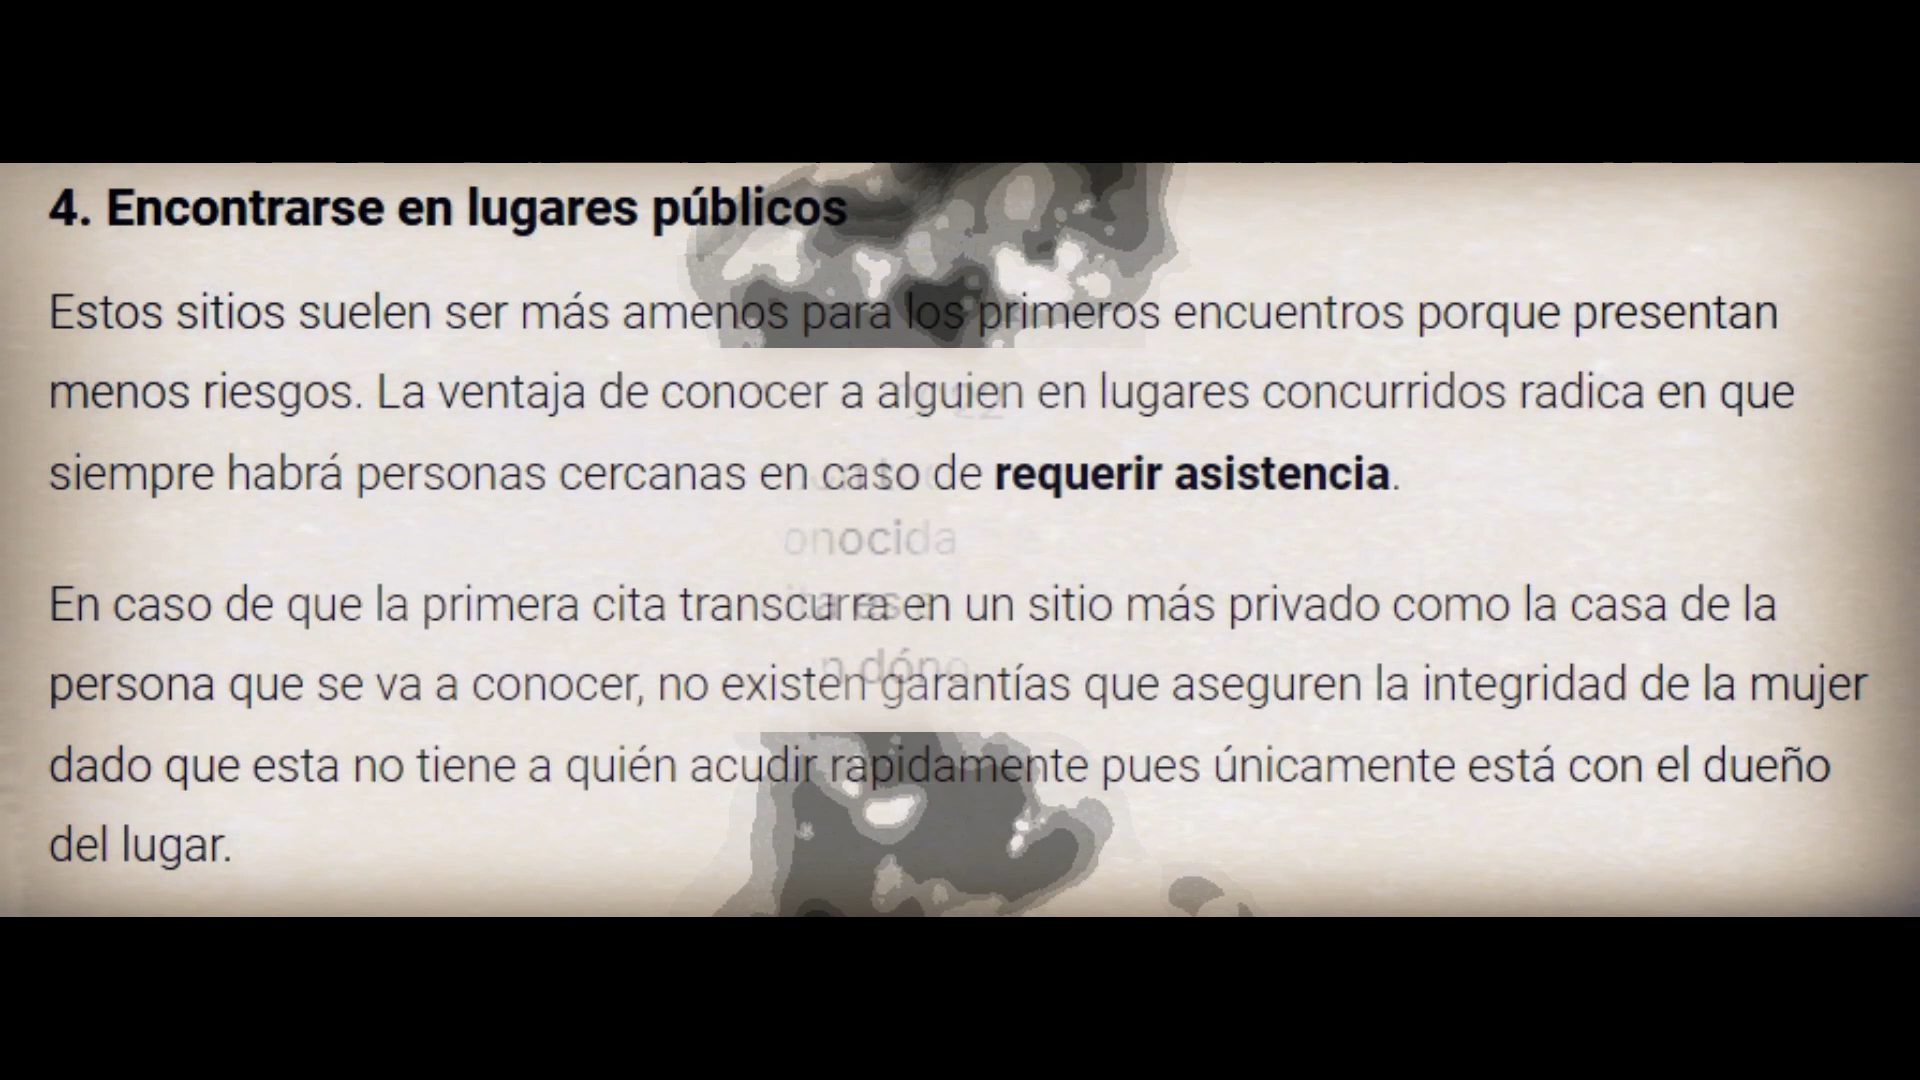 4. Encontrarse en lugares públicos
Estos sitios suelen ser más amenos para los primeros encuentros porque presentan
menos riesgos. La ventaja de conocer a alguien en lugares concurridos radica en que
siempre habrá personas cercanas en caso de requerir asistencia.
En caso de que la primera cita transcurra en un sitio más privado como la casa de la
persona que se va a conocer, no existen garantías que aseguren la integridad de la mujer
dado que esta no tiene a quién acudir rapidamente pues únicamente está con el dueño
del lugar.